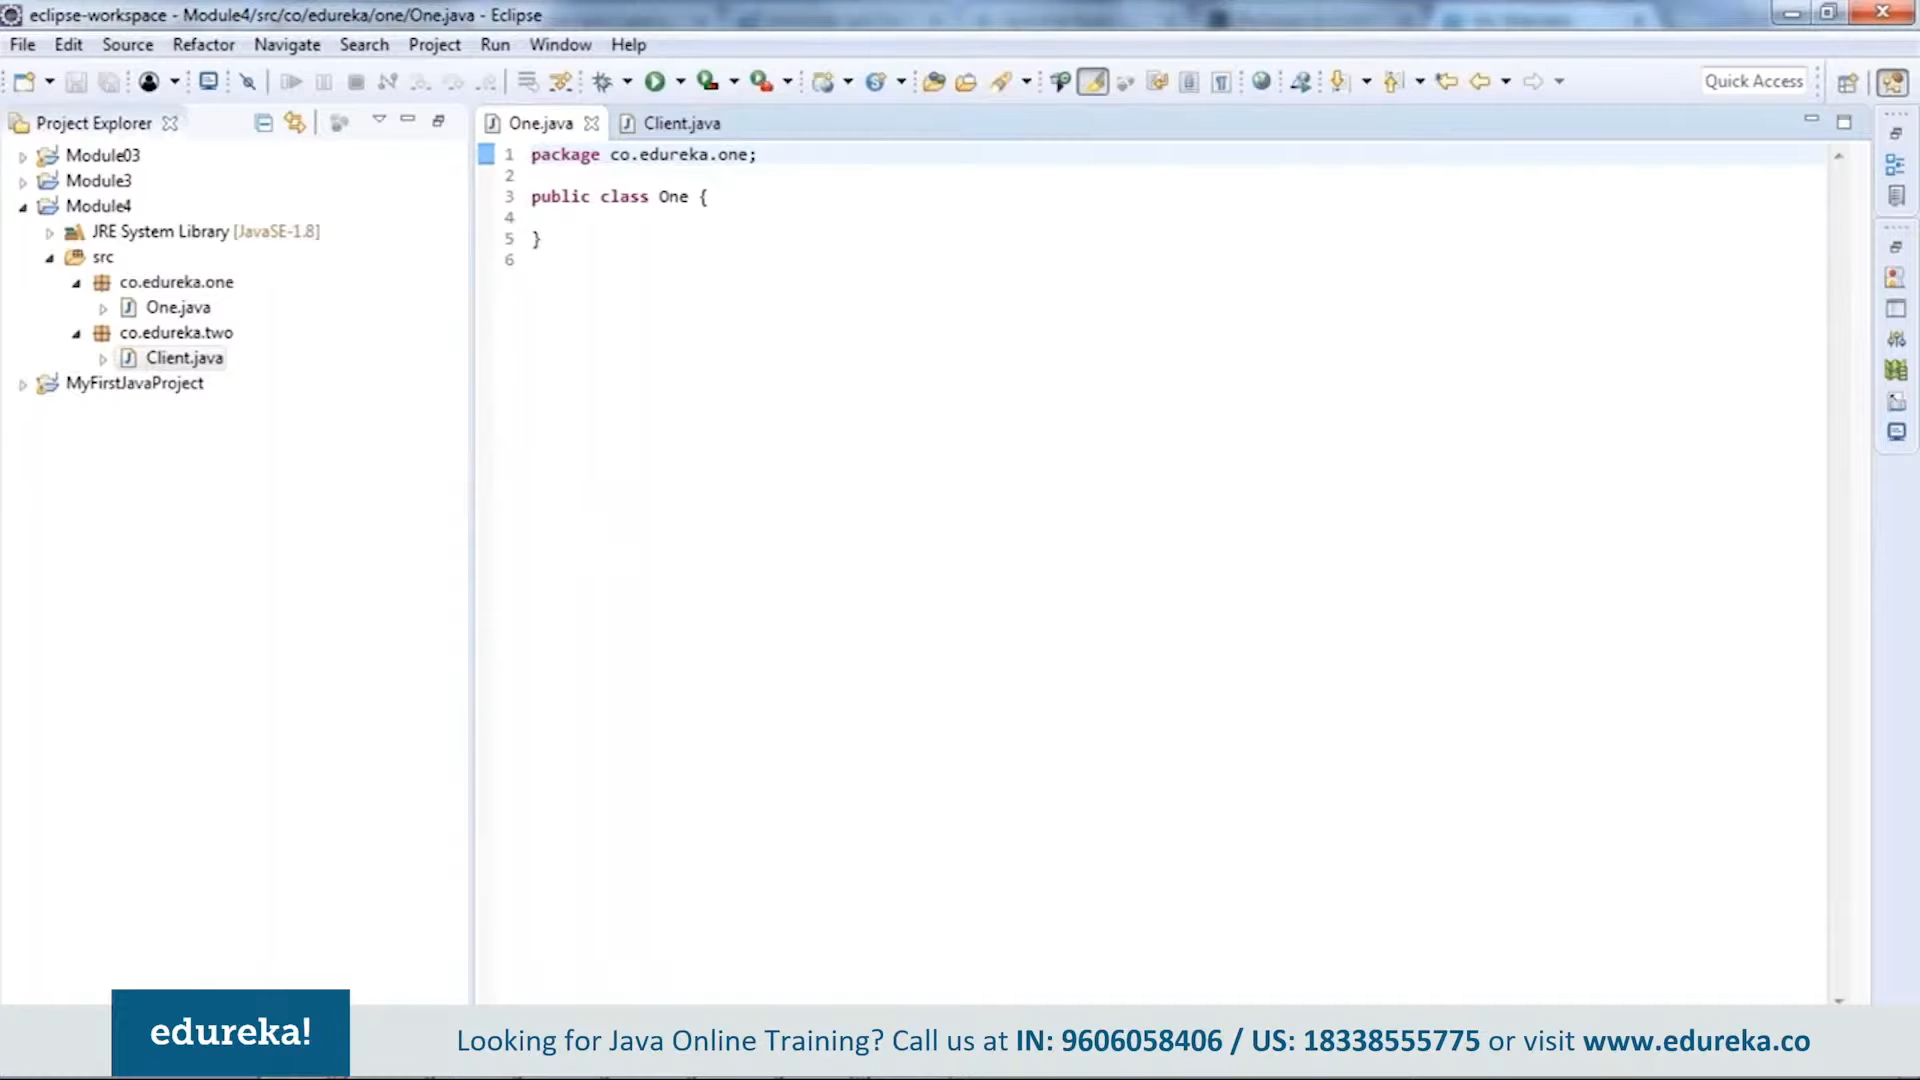 eclipse-workspace - Module4/src/co/edureka/one/One.java - Eclipse
File Edit Source Refactor Navigate Search Project Run Window Help
Quick Access
Project Explorer
One.java
Client.java
Module03
Module3
Module4
JRE System Library [JavaSE-1.8]
src
co.edureka.one
One.java
co.edureka.two
Client.java
MyFirstJavaProject
1 package co.edureka.one;
2
3 public class One {
4
5 }
6
edureka!
Looking for Java Online Training? Call us at IN: 9606058406 / US: 18338555775 or visit www.edureka.co